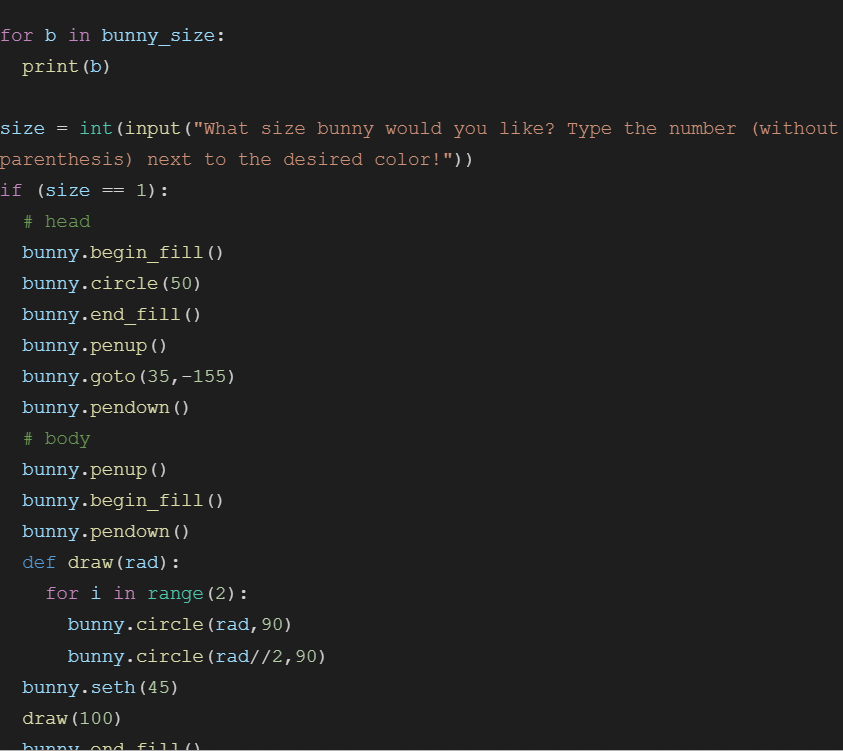 for b in bunny_size:
  print(b)

size = int(input("What size bunny would you like? Type the number (without
parenthesis) next to the desired color!"))
if (size == 1):
  # head
  bunny.begin_fill()
  bunny.circle(50)
  bunny.end_fill()
  bunny.penup()
  bunny.goto(35,-155)
  bunny.pendown()
  # body
  bunny.penup()
  bunny.begin_fill()
  bunny.pendown()
  def draw(rad):
    for i in range(2):
      bunny.circle(rad,90)
      bunny.circle(rad//2,90)
  bunny.seth(45)
  draw(100)
  bunny.end_fill()